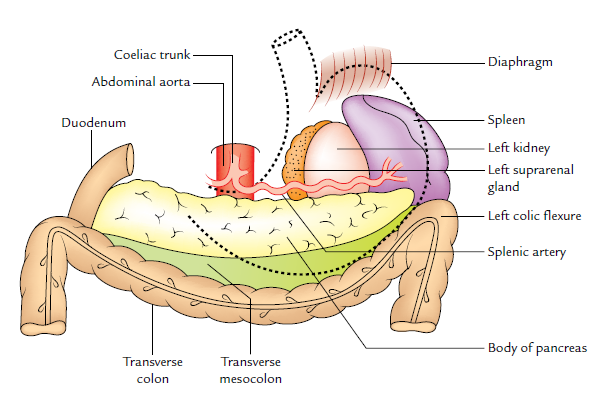 Coeliac trunk
Abdominal aorta
Duodenum
Diaphragm
Spleen
Left kidney
Left suprarenal
gland
Left colic flexure
Splenic artery
Body of pancreas
Transverse
colon
Transverse
mesocolon